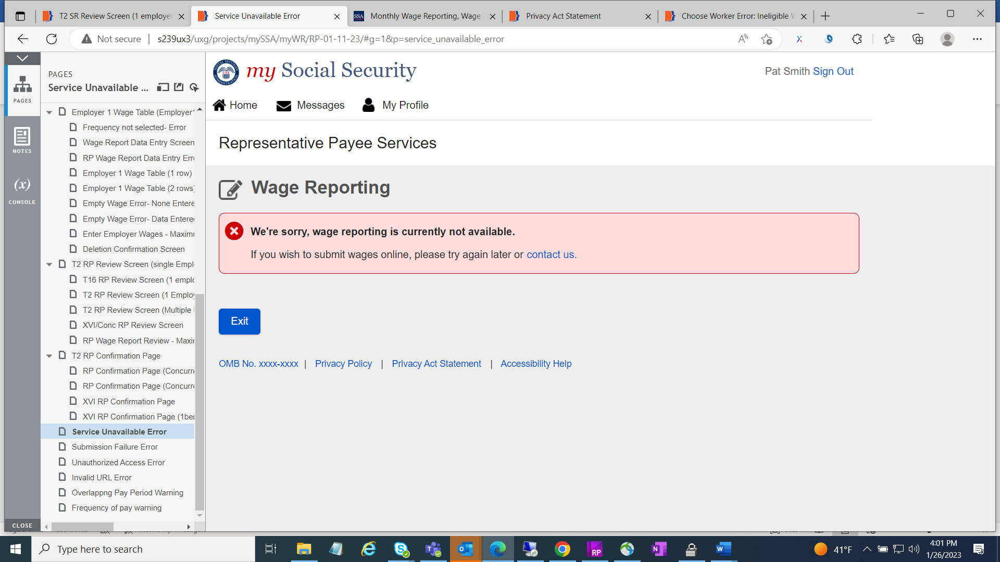 T2 SR Review Screen (1 employer
Service Unavailable Error
SSA
Monthly Wage Reporting, Wage
Privacy Act Statement
Choose Worker Error: Ineligible W
Not secure
s239ux3/uxg/projects/mySSA/myWR/RP-01-11-23/#g=1&p=service_unavailable_error
PAGES
NOTES
(x)
CONSOLE
CLOSE
PAGES
Service Unavailable ...
Employer 1 Wage Table (Employer1
Frequency not selected- Error
Wage Report Data Entry Screen
RP Wage Report Data Entry Erro
Employer 1 Wage Table (1 row)
Employer 1 Wage Table (2 rows)
Empty Wage Error- None Entere
Empty Wage Error- Data Entered
Enter Employer Wages - Maximu
Deletion Confirmation Screen
T2 RP Review Screen (single Empl
T16 RP Review Screen (1 emplo
T2 RP Review Screen (1 Employ
T2 RP Review Screen (Multiple
XVI/Conc RP Review Screen
RP Wage Report Review - Maxir
T2 RP Confirmation Page
RP Confirmation Page (Concurre
RP Confirmation Page (Concurre
XVI RP Confirmation Page
XVI RP Confirmation Page (1ber
Service Unavailable Error
Submission Failure Error
Unauthorized Access Error
Invalid URL Error
Overlappng Pay Period Warning
Frequency of pay warning
my Social Security
Pat Smith Sign Out
Home
Messages
My Profile
Representative Payee Services
Wage Reporting
We're sorry, wage reporting is currently not available.
If you wish to submit wages online, please try again later or contact us.
Exit
OMB No. xxxx-xxxx | Privacy Policy | Privacy Act Statement | Accessibility Help
Type here to search
RP
41°F
4:01 PM
1/26/2023